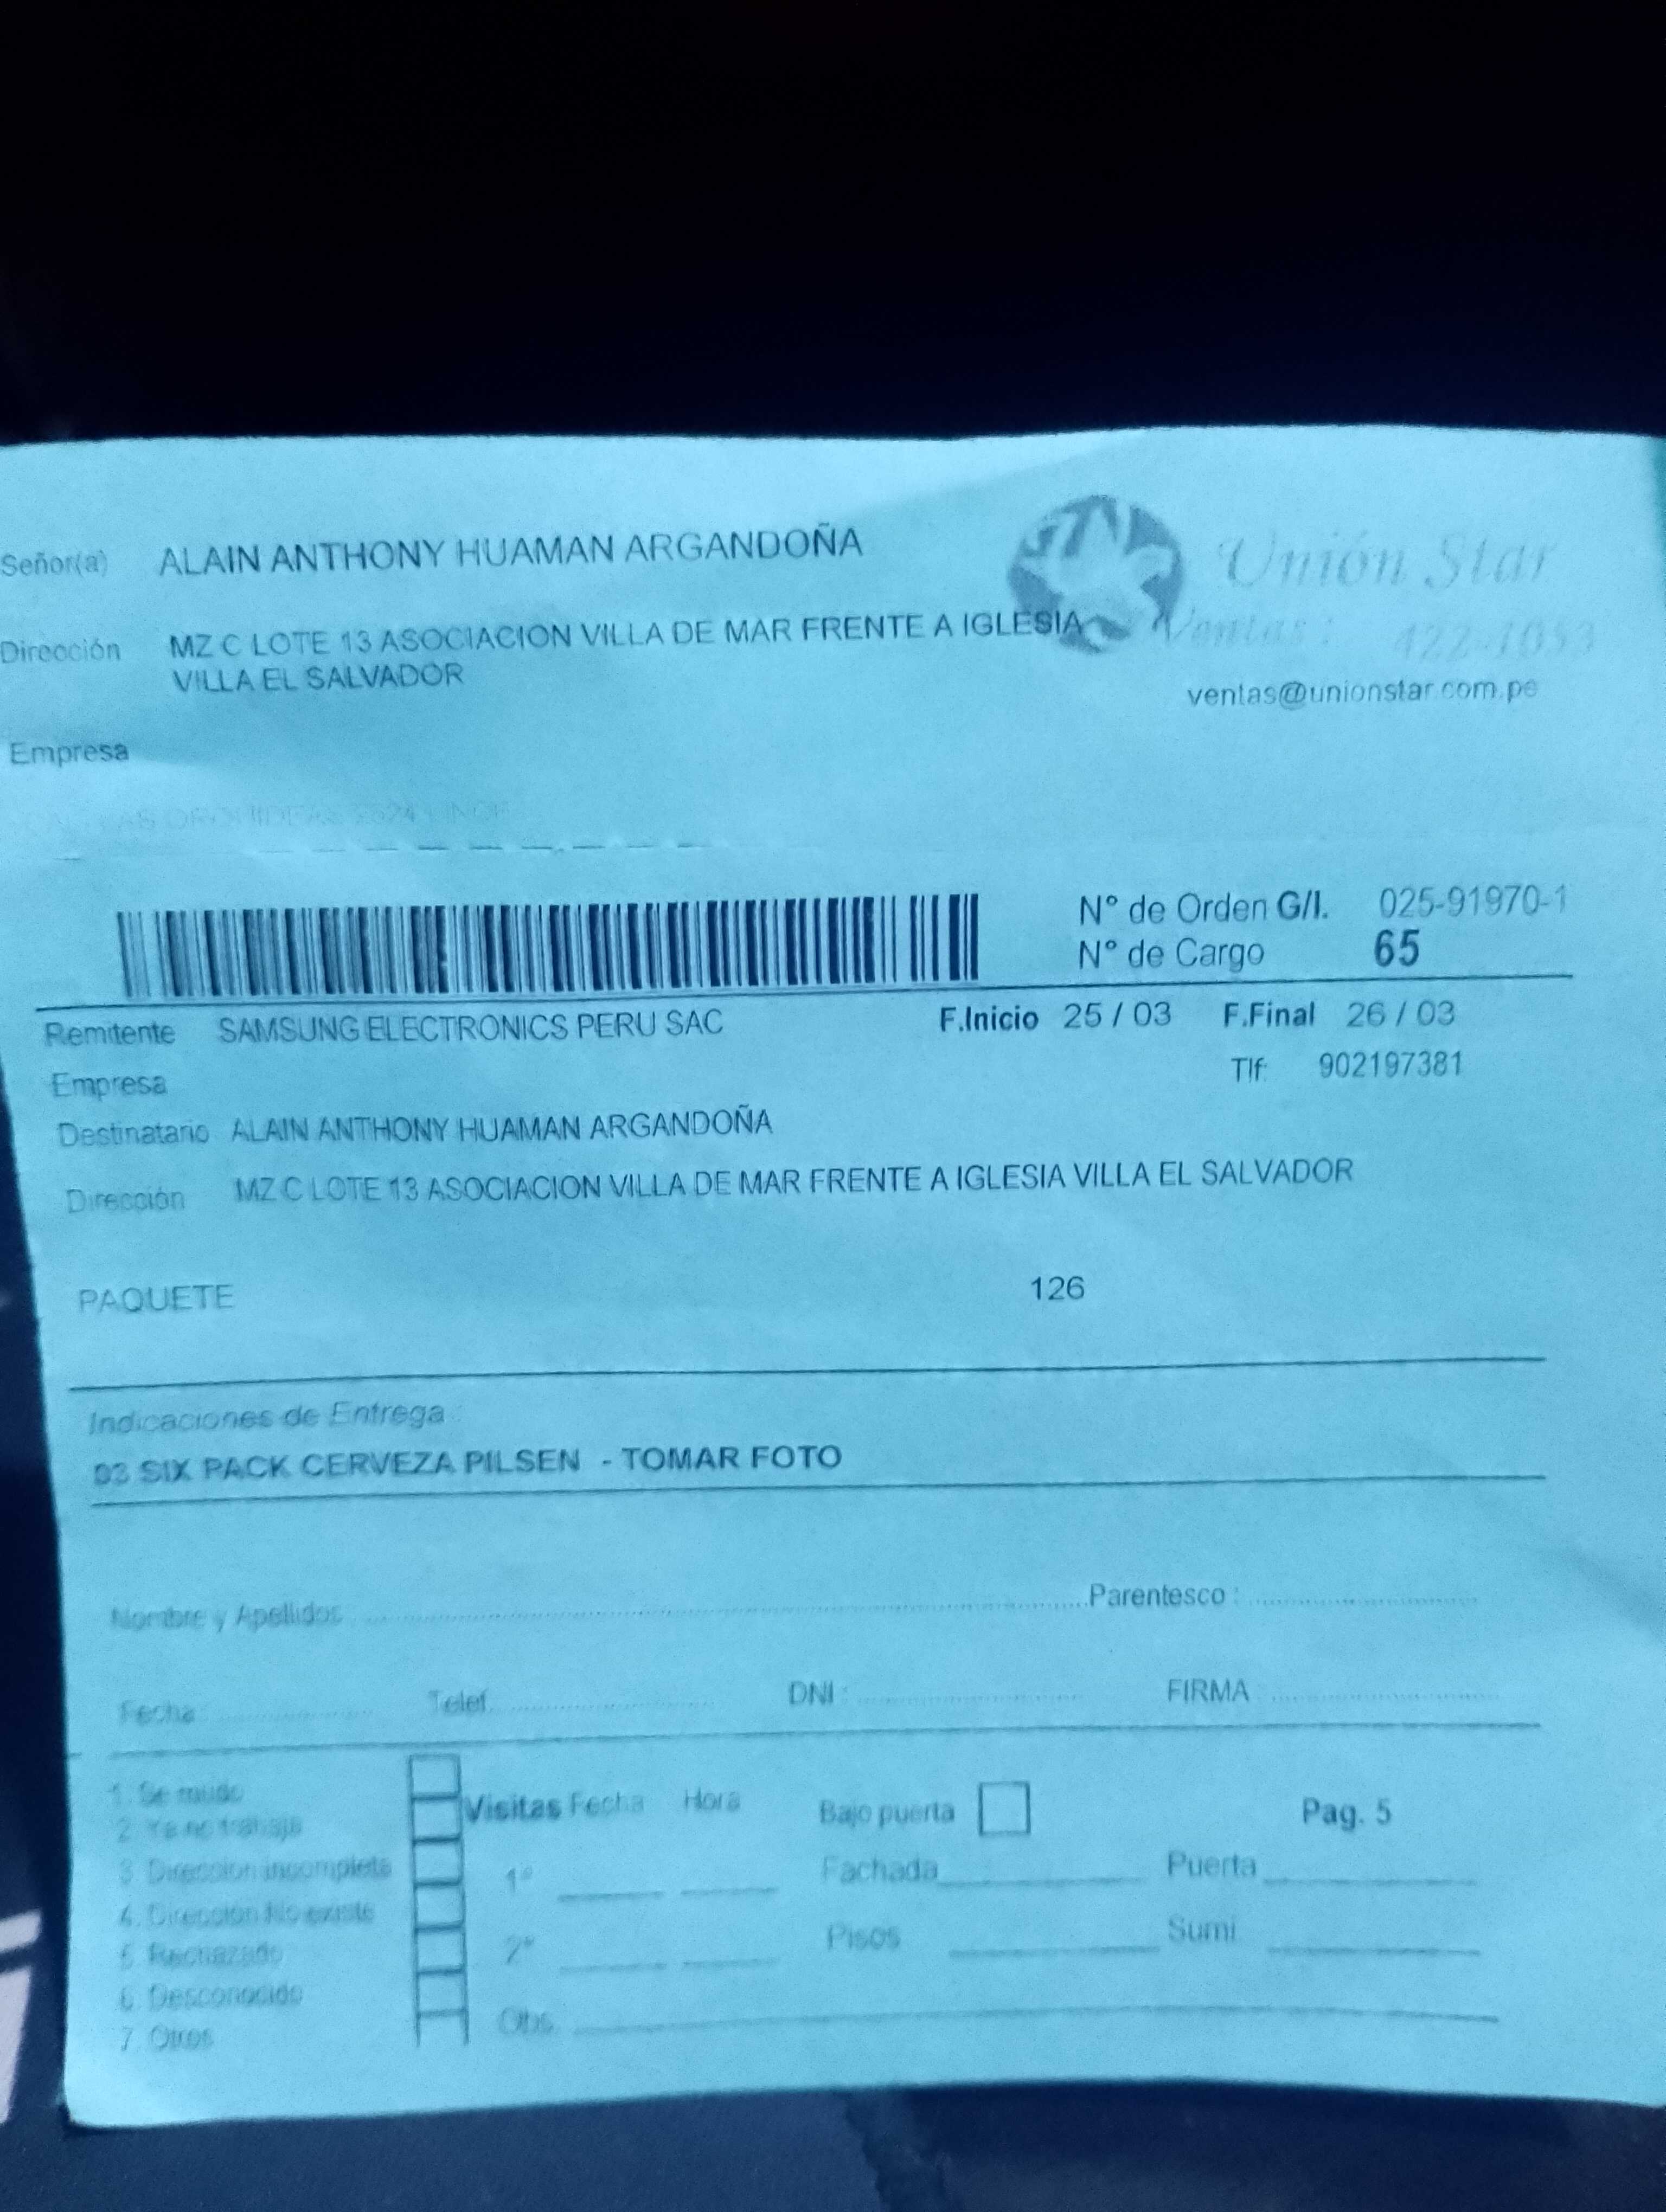 Señor(a) ALAIN ANTHONY HUAMAN ARGANDOÑA
Unión Star
Dirección MZ C LOTE 13 ASOCIACION VILLA DE MAR FRENTE A IGLESIA
VILLA EL SALVADOR
Ventas: 422-1053
ventas@unionstar.com.pe
Empresa
N° de Orden G/I. 025-91970-1
N° de Cargo 65
Remitente SAMSUNG ELECTRONICS PERU SAC F.Inicio 25 / 03 F.Final 26 / 03
Empresa Tlf: 902197381
Destinatario ALAIN ANTHONY HUAMAN ARGANDOÑA
Dirección MZ C LOTE 13 ASOCIACION VILLA DE MAR FRENTE A IGLESIA VILLA EL SALVADOR
PAQUETE 126
Indicaciones de Entrega
03 SIX PACK CERVEZA PILSEN - TOMAR FOTO
Nombre y Apellidos Parentesco :
Fecha Telef. DNI : FIRMA :
1. Se mudo
2. Ya no trabaja
3 Direccion incompleta
4. Direccion No existe
5. Rechazado
6. Desconocido
7. Otros
Visitas Fecha Hora
1°
2°
Obs.
Bajo puerta Pag. 5
Fachada Puerta
Pisos Sumi